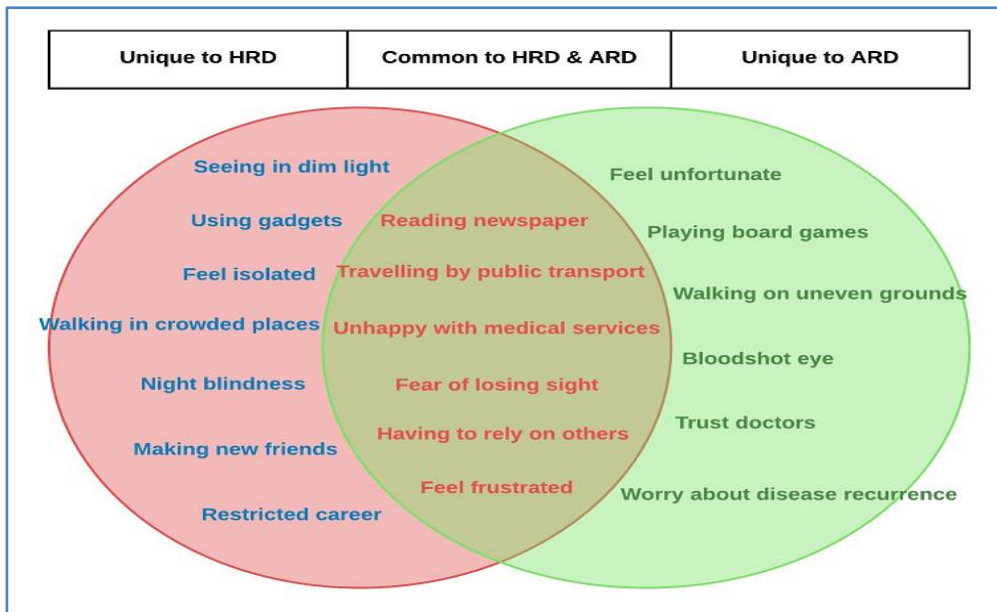 Unique to HRD
Common to HRD & ARD
Unique to ARD
Seeing in dim light
Using gadgets
Feel isolated
Walking in crowded places
Night blindness
Making new friends
Restricted career
Reading newspaper
Travelling by public transport
Unhappy with medical services
Fear of losing sight
Having to rely on others
Feel frustrated
Feel unfortunate
Playing board games
Walking on uneven grounds
Bloodshot eye
Trust doctors
Worry about disease recurrence